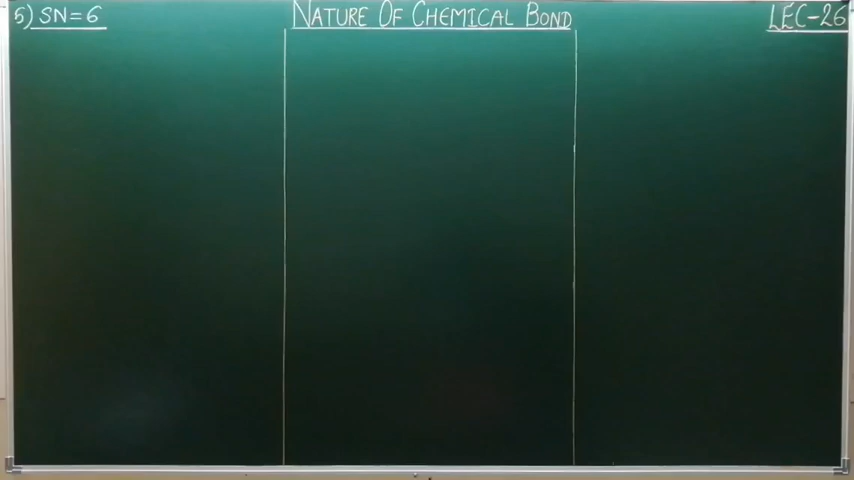 5) SN = 6
NATURE OF CHEMICAL BOND
LEC-26